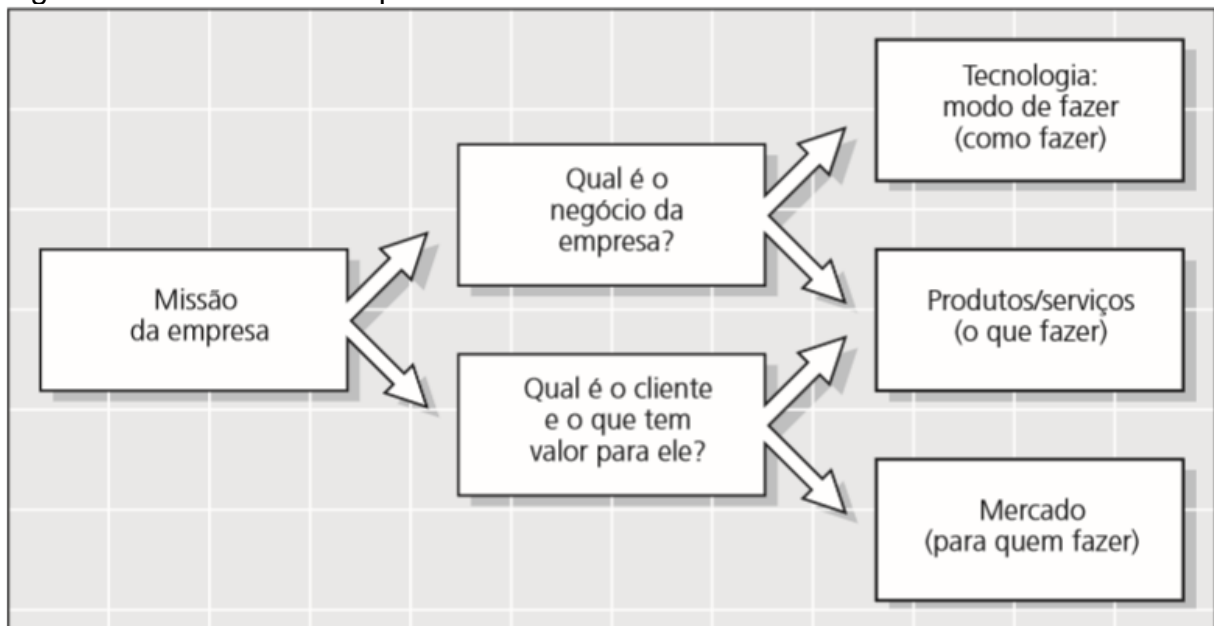 Missão
da empresa
Qual é o
negócio da
empresa?
Qual é o cliente
e o que tem
valor para ele?
Tecnologia:
modo de fazer
(como fazer)
Produtos/serviços
(o que fazer)
Mercado
(para quem fazer)